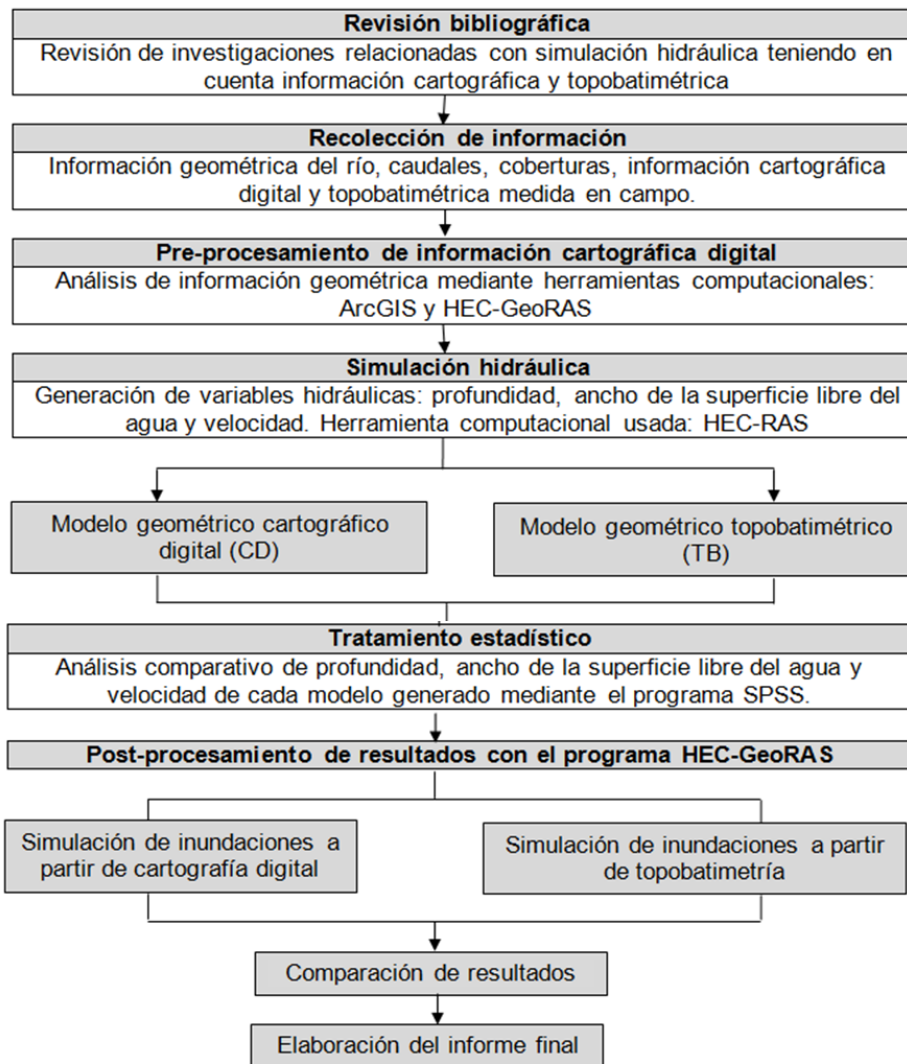 Revisión bibliográfica
Revisión de investigaciones relacionadas con simulación hidráulica teniendo en
cuenta información cartográfica y topobatimétrica
Recolección de información
Información geométrica del río, caudales, coberturas, información cartográfica
digital y topobatimétrica medida en campo.
Pre-procesamiento de información cartográfica digital
Análisis de información geométrica mediante herramientas computacionales:
ArcGIS y HEC-GeoRAS
Simulación hidráulica
Generación de variables hidráulicas: profundidad, ancho de la superficie libre del
agua y velocidad. Herramienta computacional usada: HEC-RAS
Modelo geométrico cartográfico
digital (CD)
Modelo geométrico topobatimétrico
(TB)
Tratamiento estadístico
Análisis comparativo de profundidad, ancho de la superficie libre del agua y
velocidad de cada modelo generado mediante el programa SPSS.
Post-procesamiento de resultados con el programa HEC-GeoRAS
Simulación de inundaciones a
partir de cartografía digital
Simulación de inundaciones a partir
de topobatimetría
Comparación de resultados
Elaboración del informe final